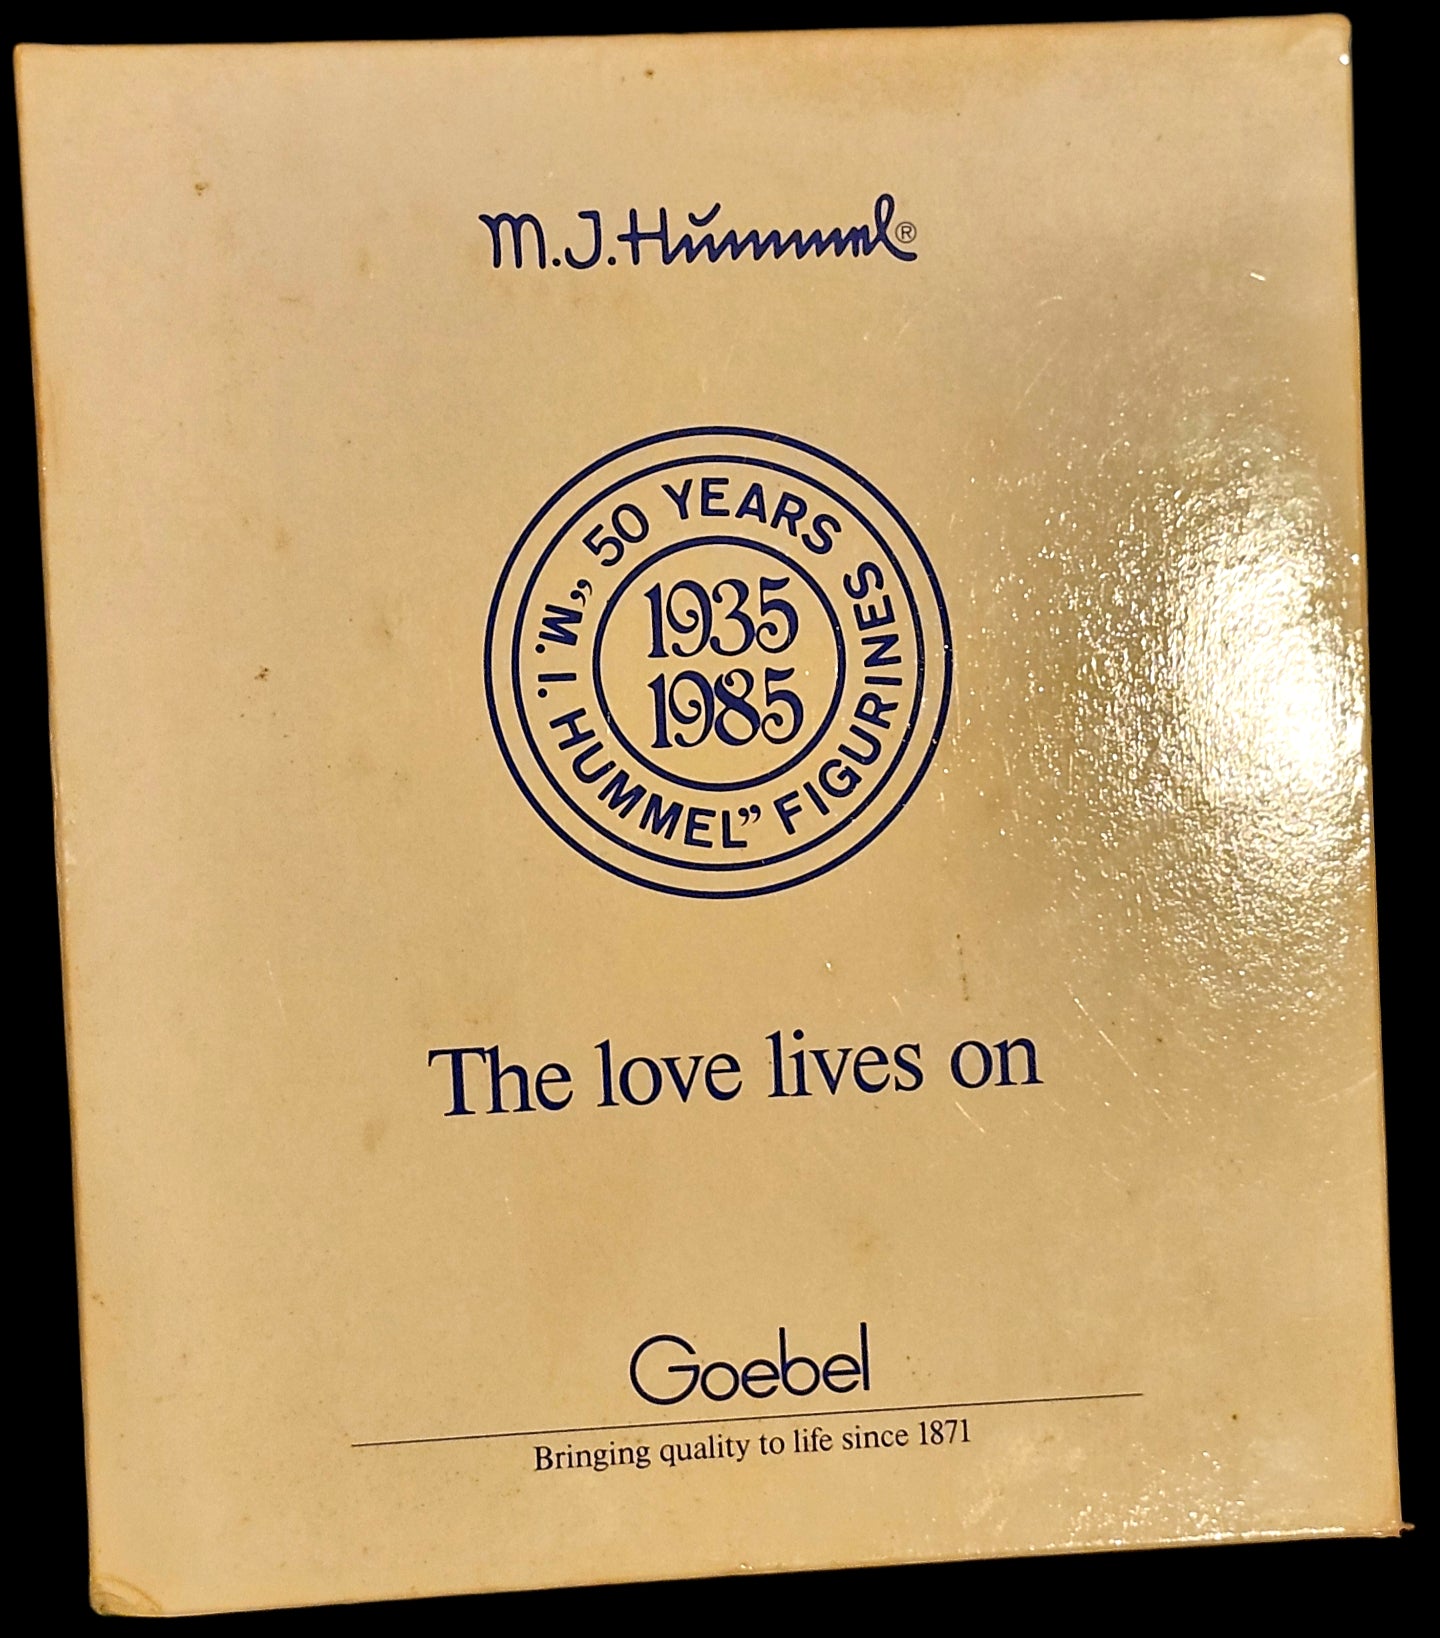 M.J.Hummel®
50 YEARS
"M. I. HUMMEL" FIGURINES
1935
1985
The love lives on
Goebel
Bringing quality to life since 1871